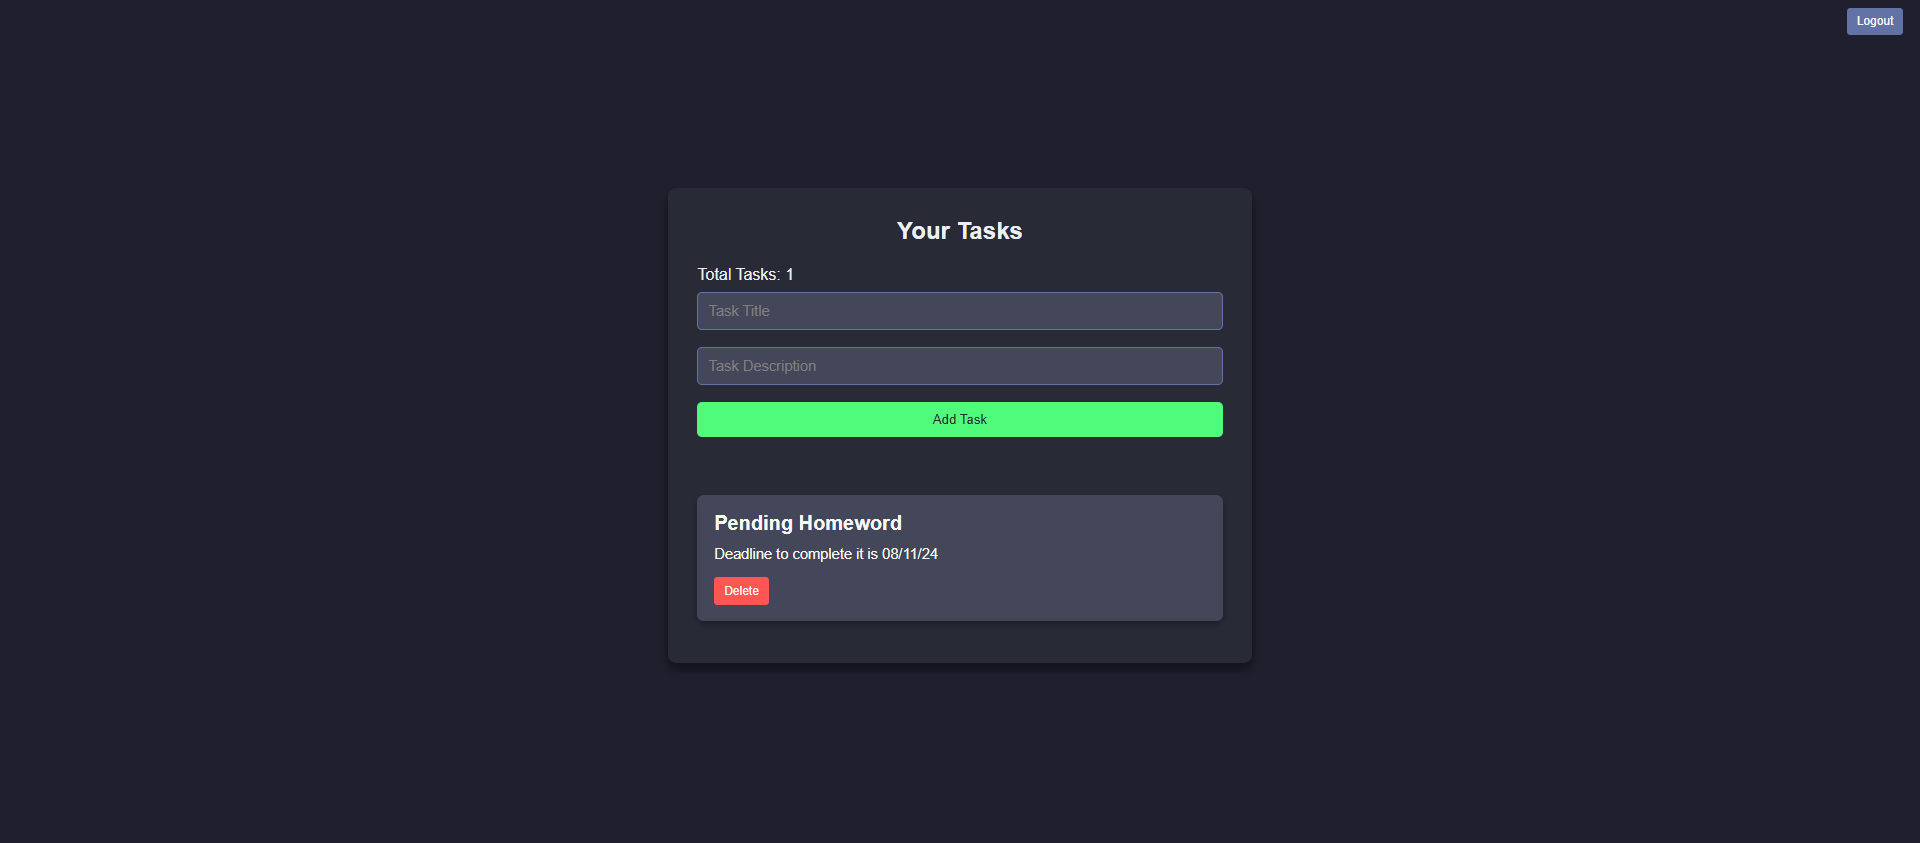 Logout
Your Tasks
Total Tasks: 1
Task Title
Task Description
Add Task
Pending Homeword
Deadline to complete it is 08/11/24
Delete